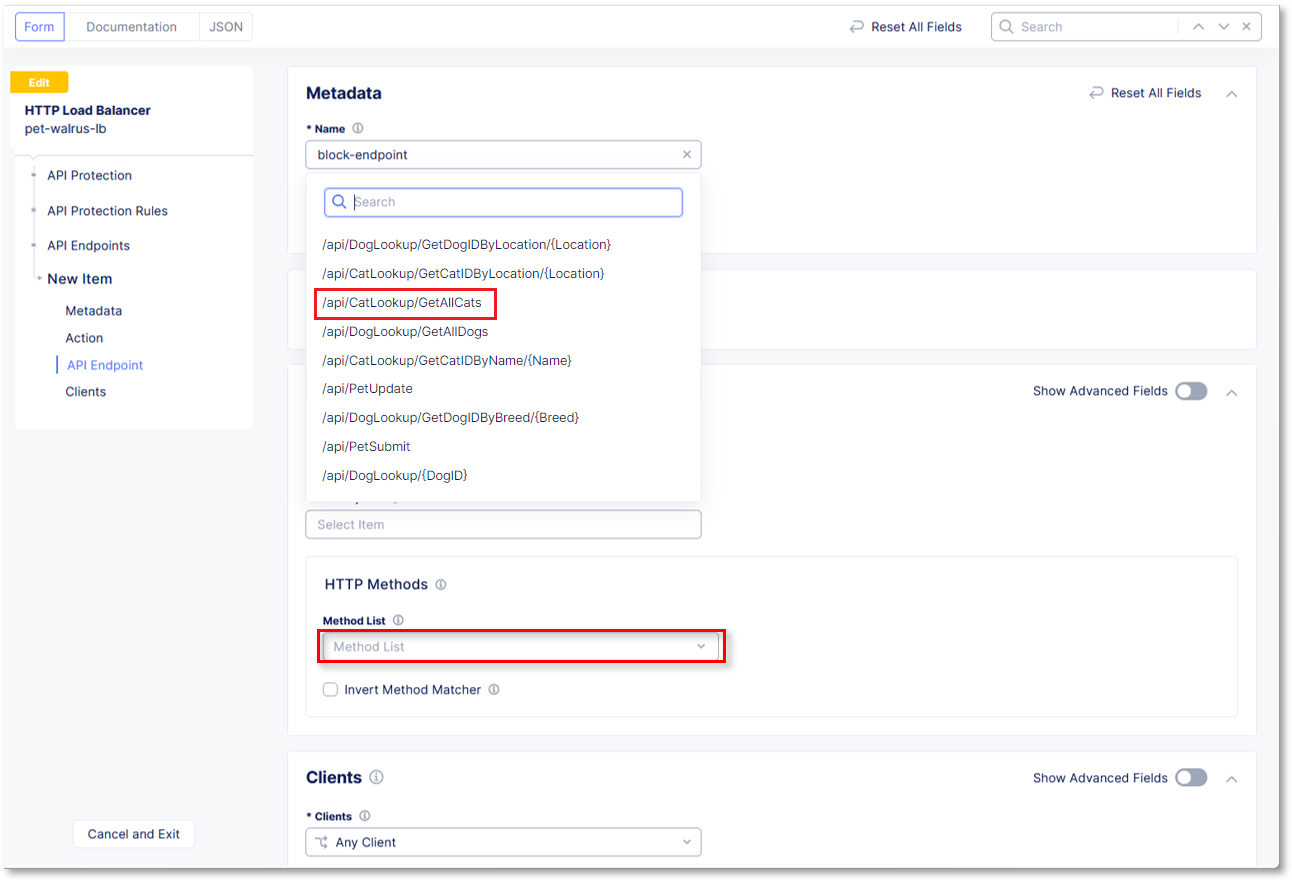 Form
Documentation
JSON
Reset All Fields
Search
Edit
HTTP Load Balancer
pet-walrus-lb
API Protection
API Protection Rules
API Endpoints
New Item
Metadata
Action
API Endpoint
Clients
Cancel and Exit
Metadata
Reset All Fields
* Name
block-endpoint
Search
/api/DogLookup/GetDogIDByLocation/{Location}
/api/CatLookup/GetCatIDByLocation/{Location}
/api/CatLookup/GetAllCats
/api/DogLookup/GetAllDogs
/api/CatLookup/GetCatIDByName/{Name}
/api/PetUpdate
/api/DogLookup/GetDogIDByBreed/{Breed}
/api/PetSubmit
/api/DogLookup/{DogID}
Show Advanced Fields
Select Item
HTTP Methods
Method List
Method List
Invert Method Matcher
Clients
Show Advanced Fields
* Clients
Any Client